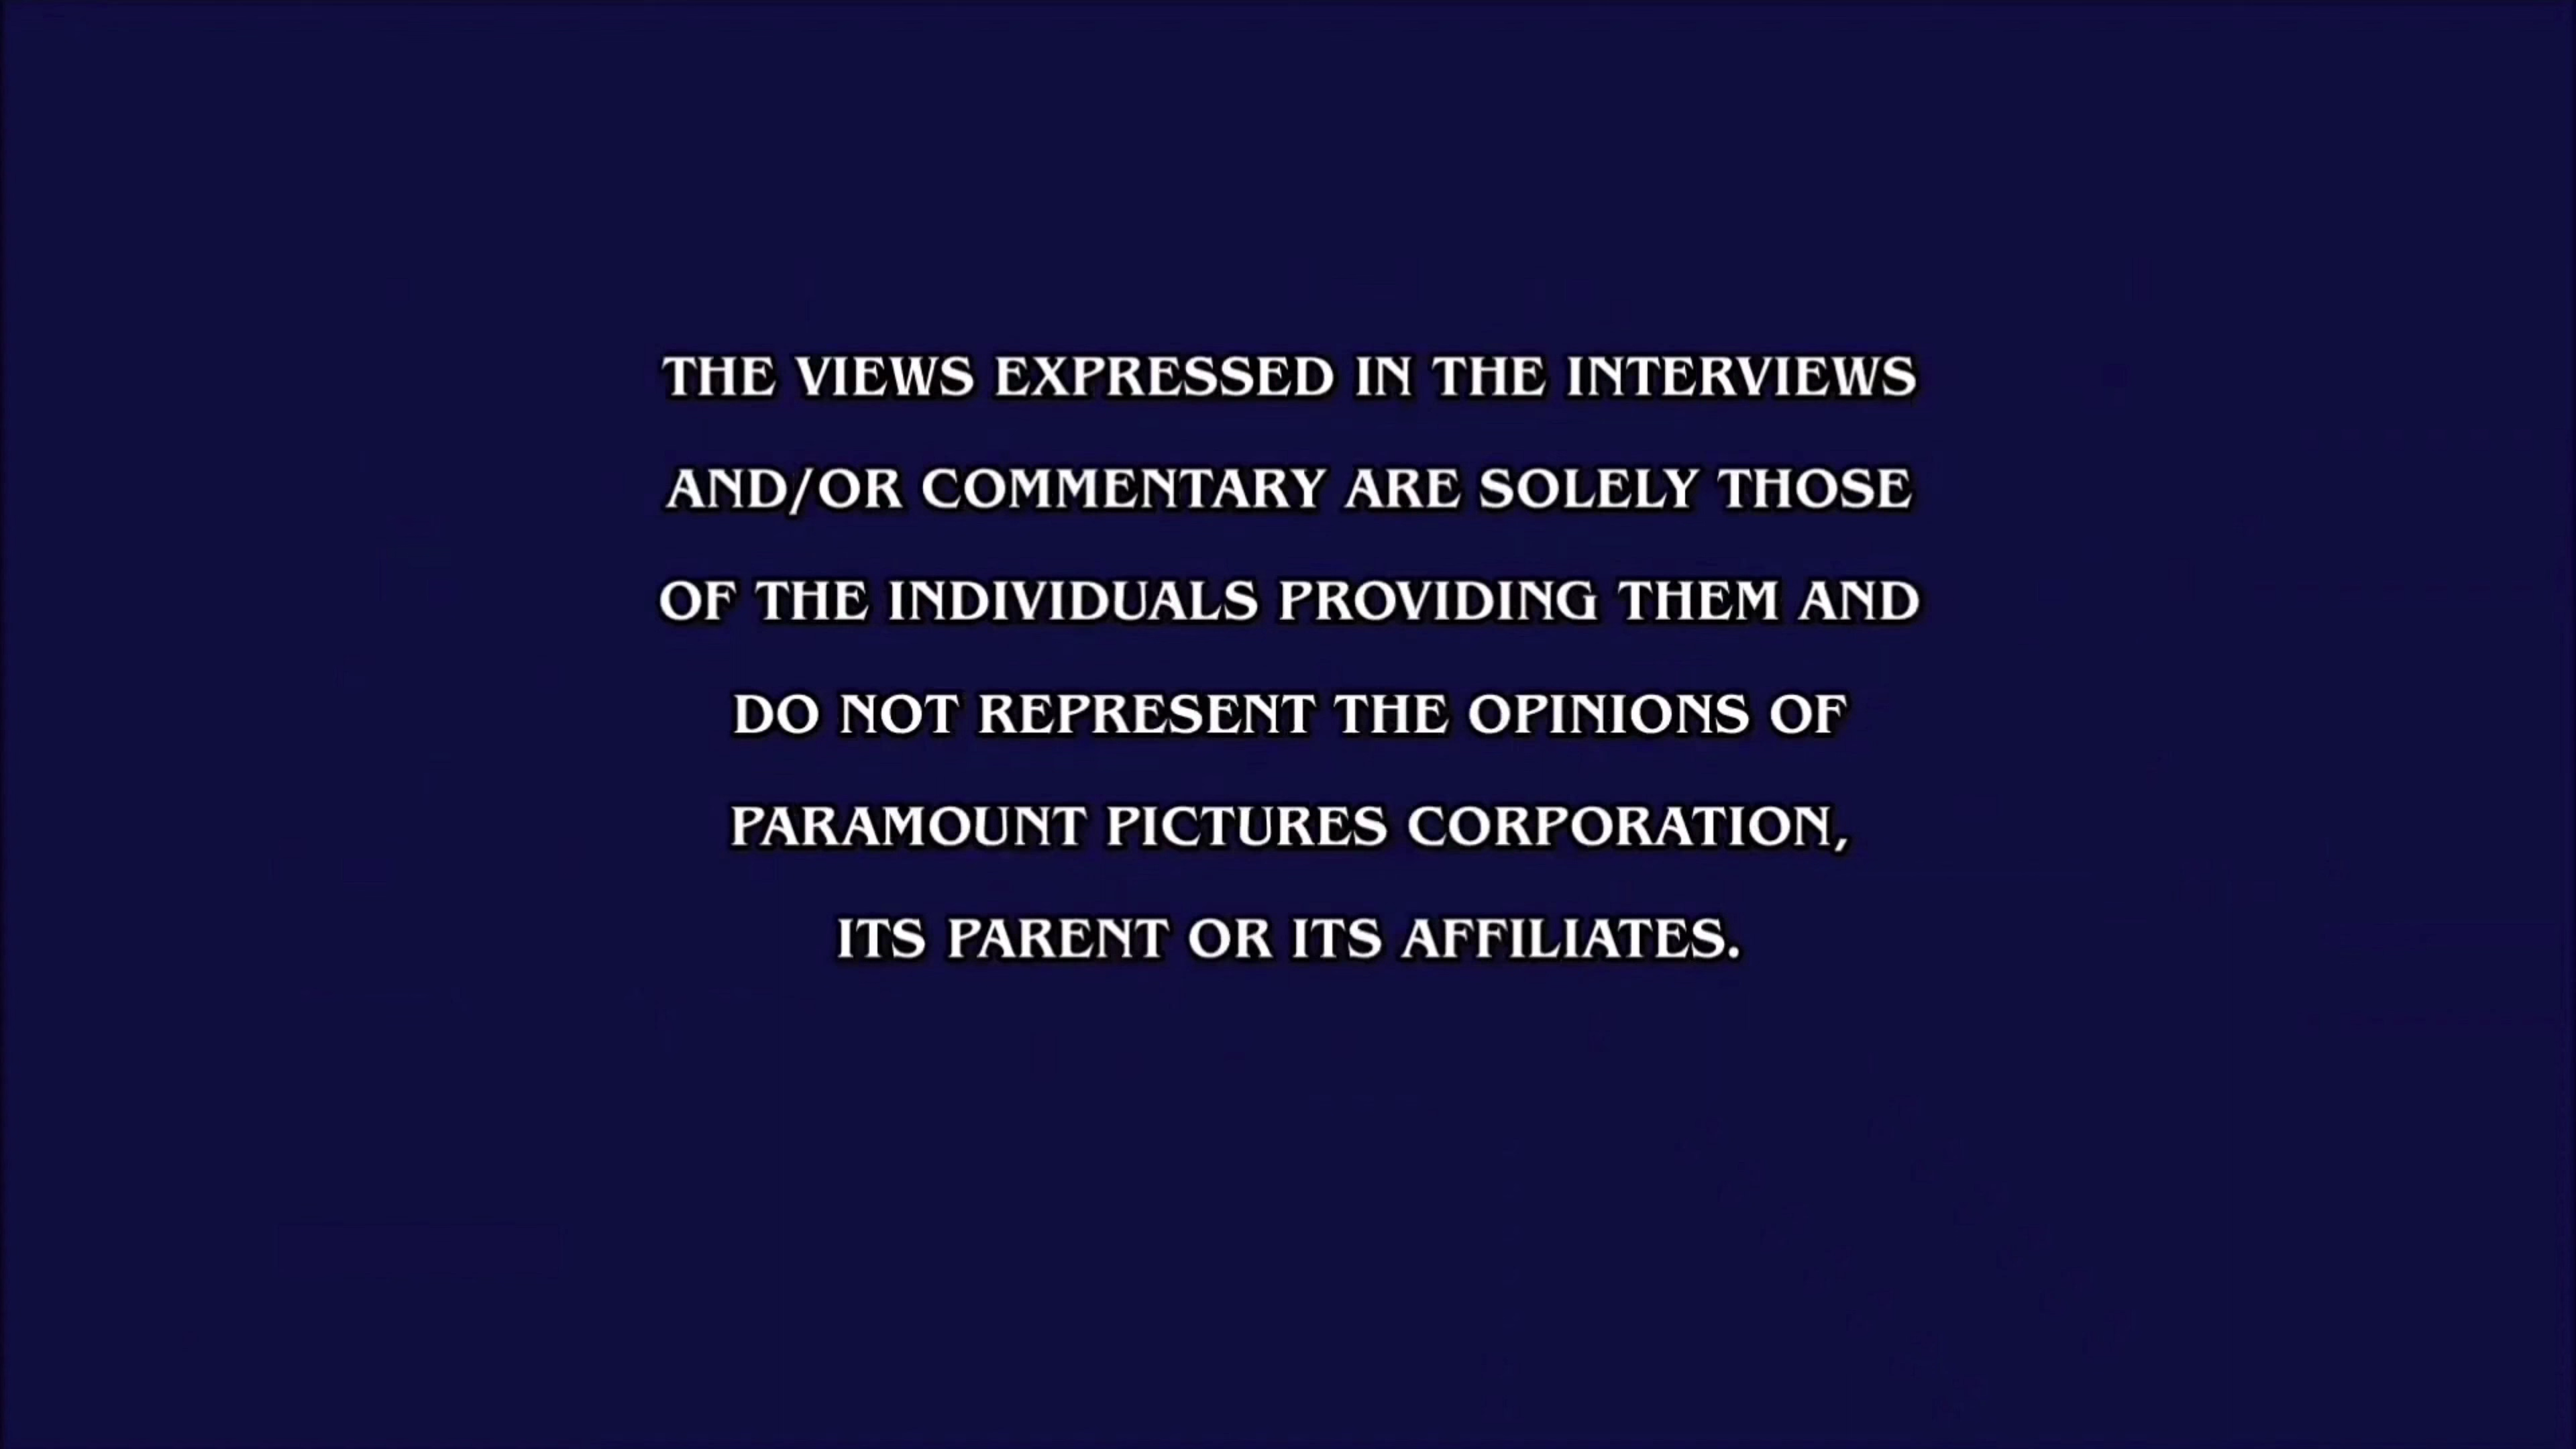 THE VIEWS EXPRESSED IN THE INTERVIEWS
AND/OR COMMENTARY ARE SOLELY THOSE
OF THE INDIVIDUALS PROVIDING THEM AND
DO NOT REPRESENT THE OPINIONS OF
PARAMOUNT PICTURES CORPORATION,
ITS PARENT OR ITS AFFILIATES.